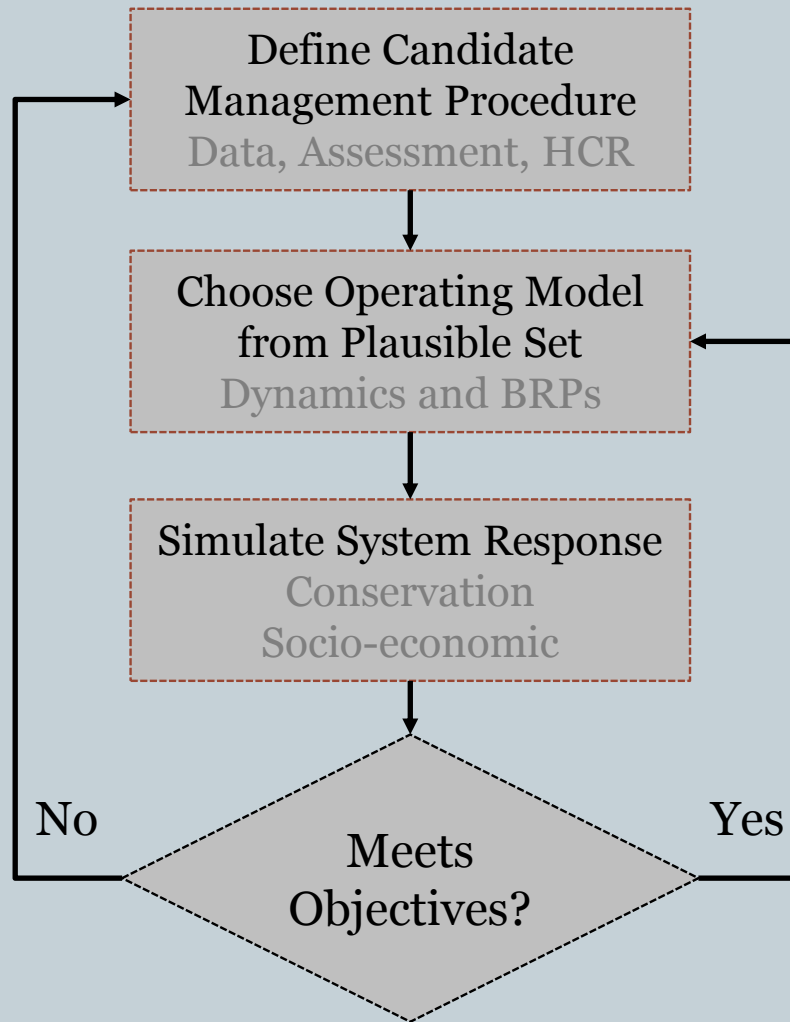 Define Candidate
Management Procedure
Data, Assessment, HCR
Choose Operating Model
from Plausible Set
Dynamics and BRPs
Simulate System Response
Conservation
Socio-economic
No
Yes
Meets
Objectives?